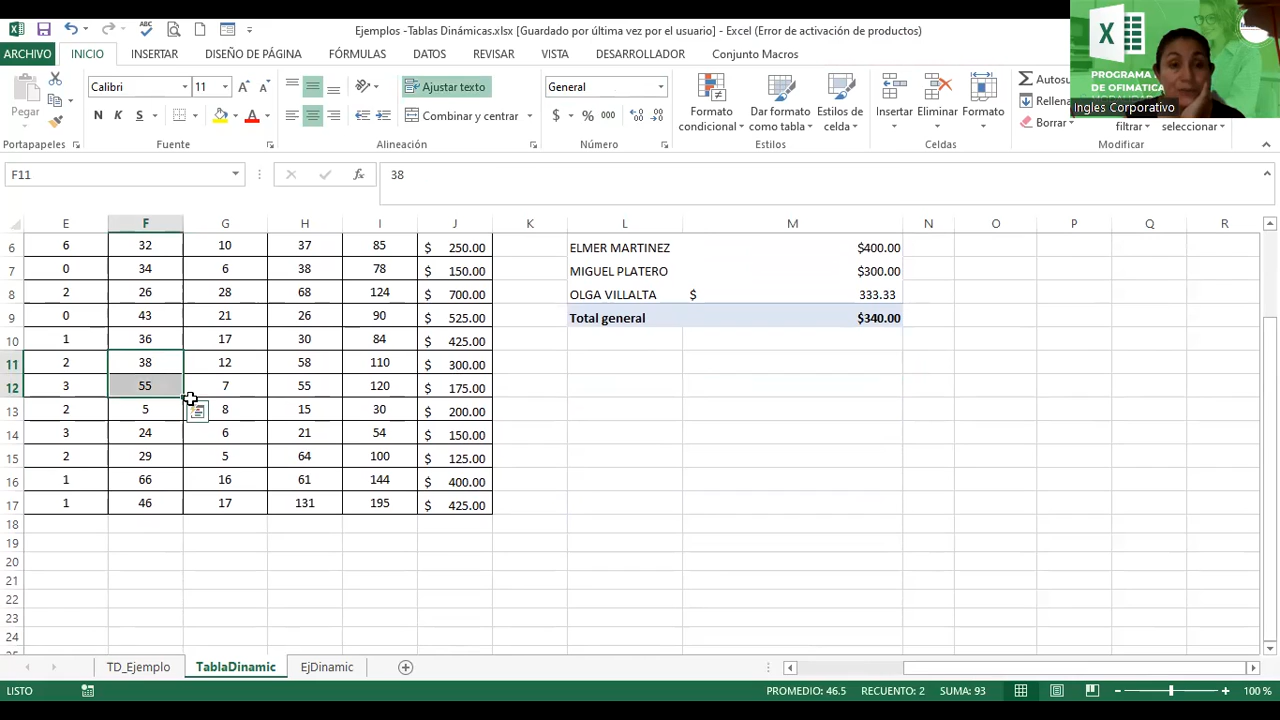 Ejemplos -Tablas Dinámicas.xlsx [Guardado por última vez por el usuario] - Excel (Error de activación de productos)
ARCHIVO INICIO INSERTAR DISEÑO DE PÁGINA FÓRMULAS DATOS REVISAR VISTA DESARROLLADOR Conjunto Macros
PROGRAMA
DE OFIMATICA
Ingles Corporativo
Calibri 11 Ajustar texto General
Pegar N K S Combinar y centrar $ % 000
Formato condicional Dar formato como tabla Estilos de celda Insertar Eliminar Formato
Borrar filtrar seleccionar
Portapapeles Fuente Alineación Número Estilos Celdas Modificar
F11 fx 38
E F G H I J K L M N O P Q R
6 6 32 10 37 85 $ 250.00 ELMER MARTINEZ $400.00
7 0 34 6 38 78 $ 150.00 MIGUEL PLATERO $300.00
8 2 26 28 68 124 $ 700.00 OLGA VILLALTA $ 333.33
9 0 43 21 26 90 $ 525.00 Total general $340.00
10 1 36 17 30 84 $ 425.00
11 2 38 12 58 110 $ 300.00
12 3 55 7 55 120 $ 175.00
13 2 5 8 15 30 $ 200.00
14 3 24 6 21 54 $ 150.00
15 2 29 5 64 100 $ 125.00
16 1 66 16 61 144 $ 400.00
17 1 46 17 131 195 $ 425.00
18
19
20
21
22
23
24
TD_Ejemplo TablaDinamic EjDinamic
LISTO PROMEDIO: 46.5 RECUENTO: 2 SUMA: 93 100 %